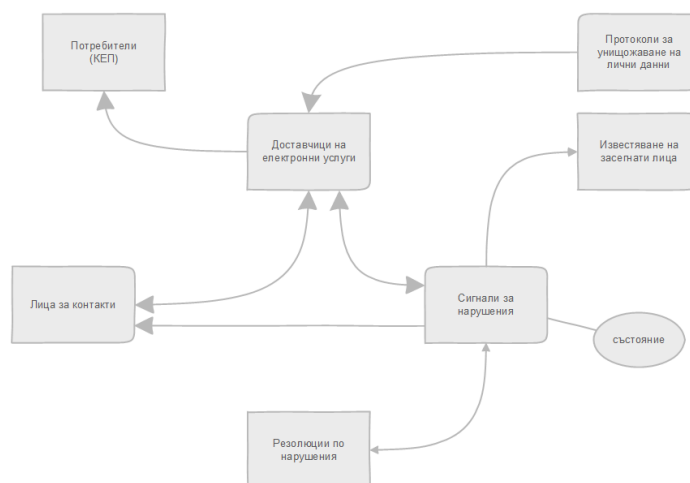 Потребители
(КЕП)
Протоколи за
унищожаване на
лични данни
Доставчици на
електронни услуги
Известяване на
засегнати лица
Лица за контакти
Сигнали за
нарушения
състояние
Резолюции по
нарушения